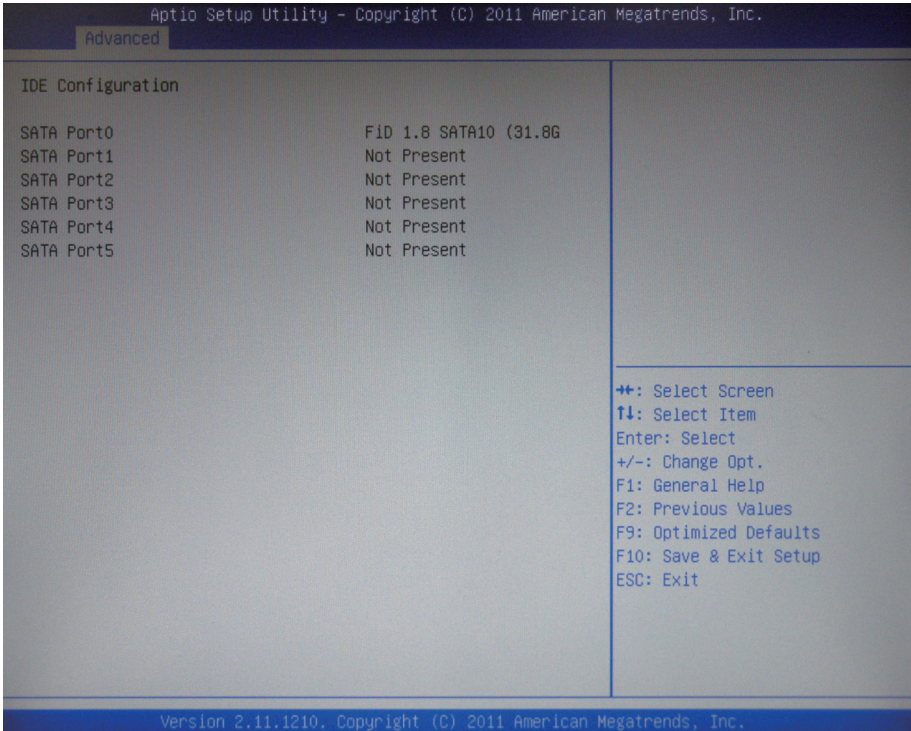 Aptio Setup Utility – Copyright (C) 2011 American Megatrends, Inc.
Advanced
IDE Configuration
SATA Port0 FiD 1.8 SATA10 (31.8G
SATA Port1 Not Present
SATA Port2 Not Present
SATA Port3 Not Present
SATA Port4 Not Present
SATA Port5 Not Present
→←: Select Screen
↑↓: Select Item
Enter: Select
+/-: Change Opt.
F1: General Help
F2: Previous Values
F9: Optimized Defaults
F10: Save & Exit Setup
ESC: Exit
Version 2.11.1210. Copyright (C) 2011 American Megatrends, Inc.